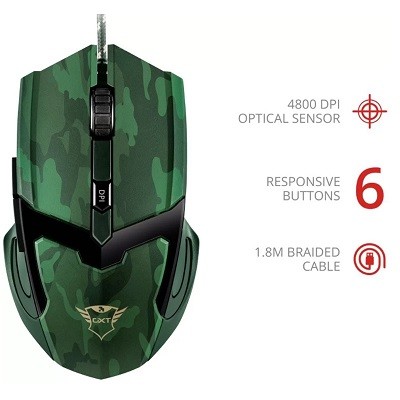 4800 DPI
OPTICAL SENSOR
RESPONSIVE
BUTTONS
6
1.8M BRAIDED
CABLE
DPI
GXT